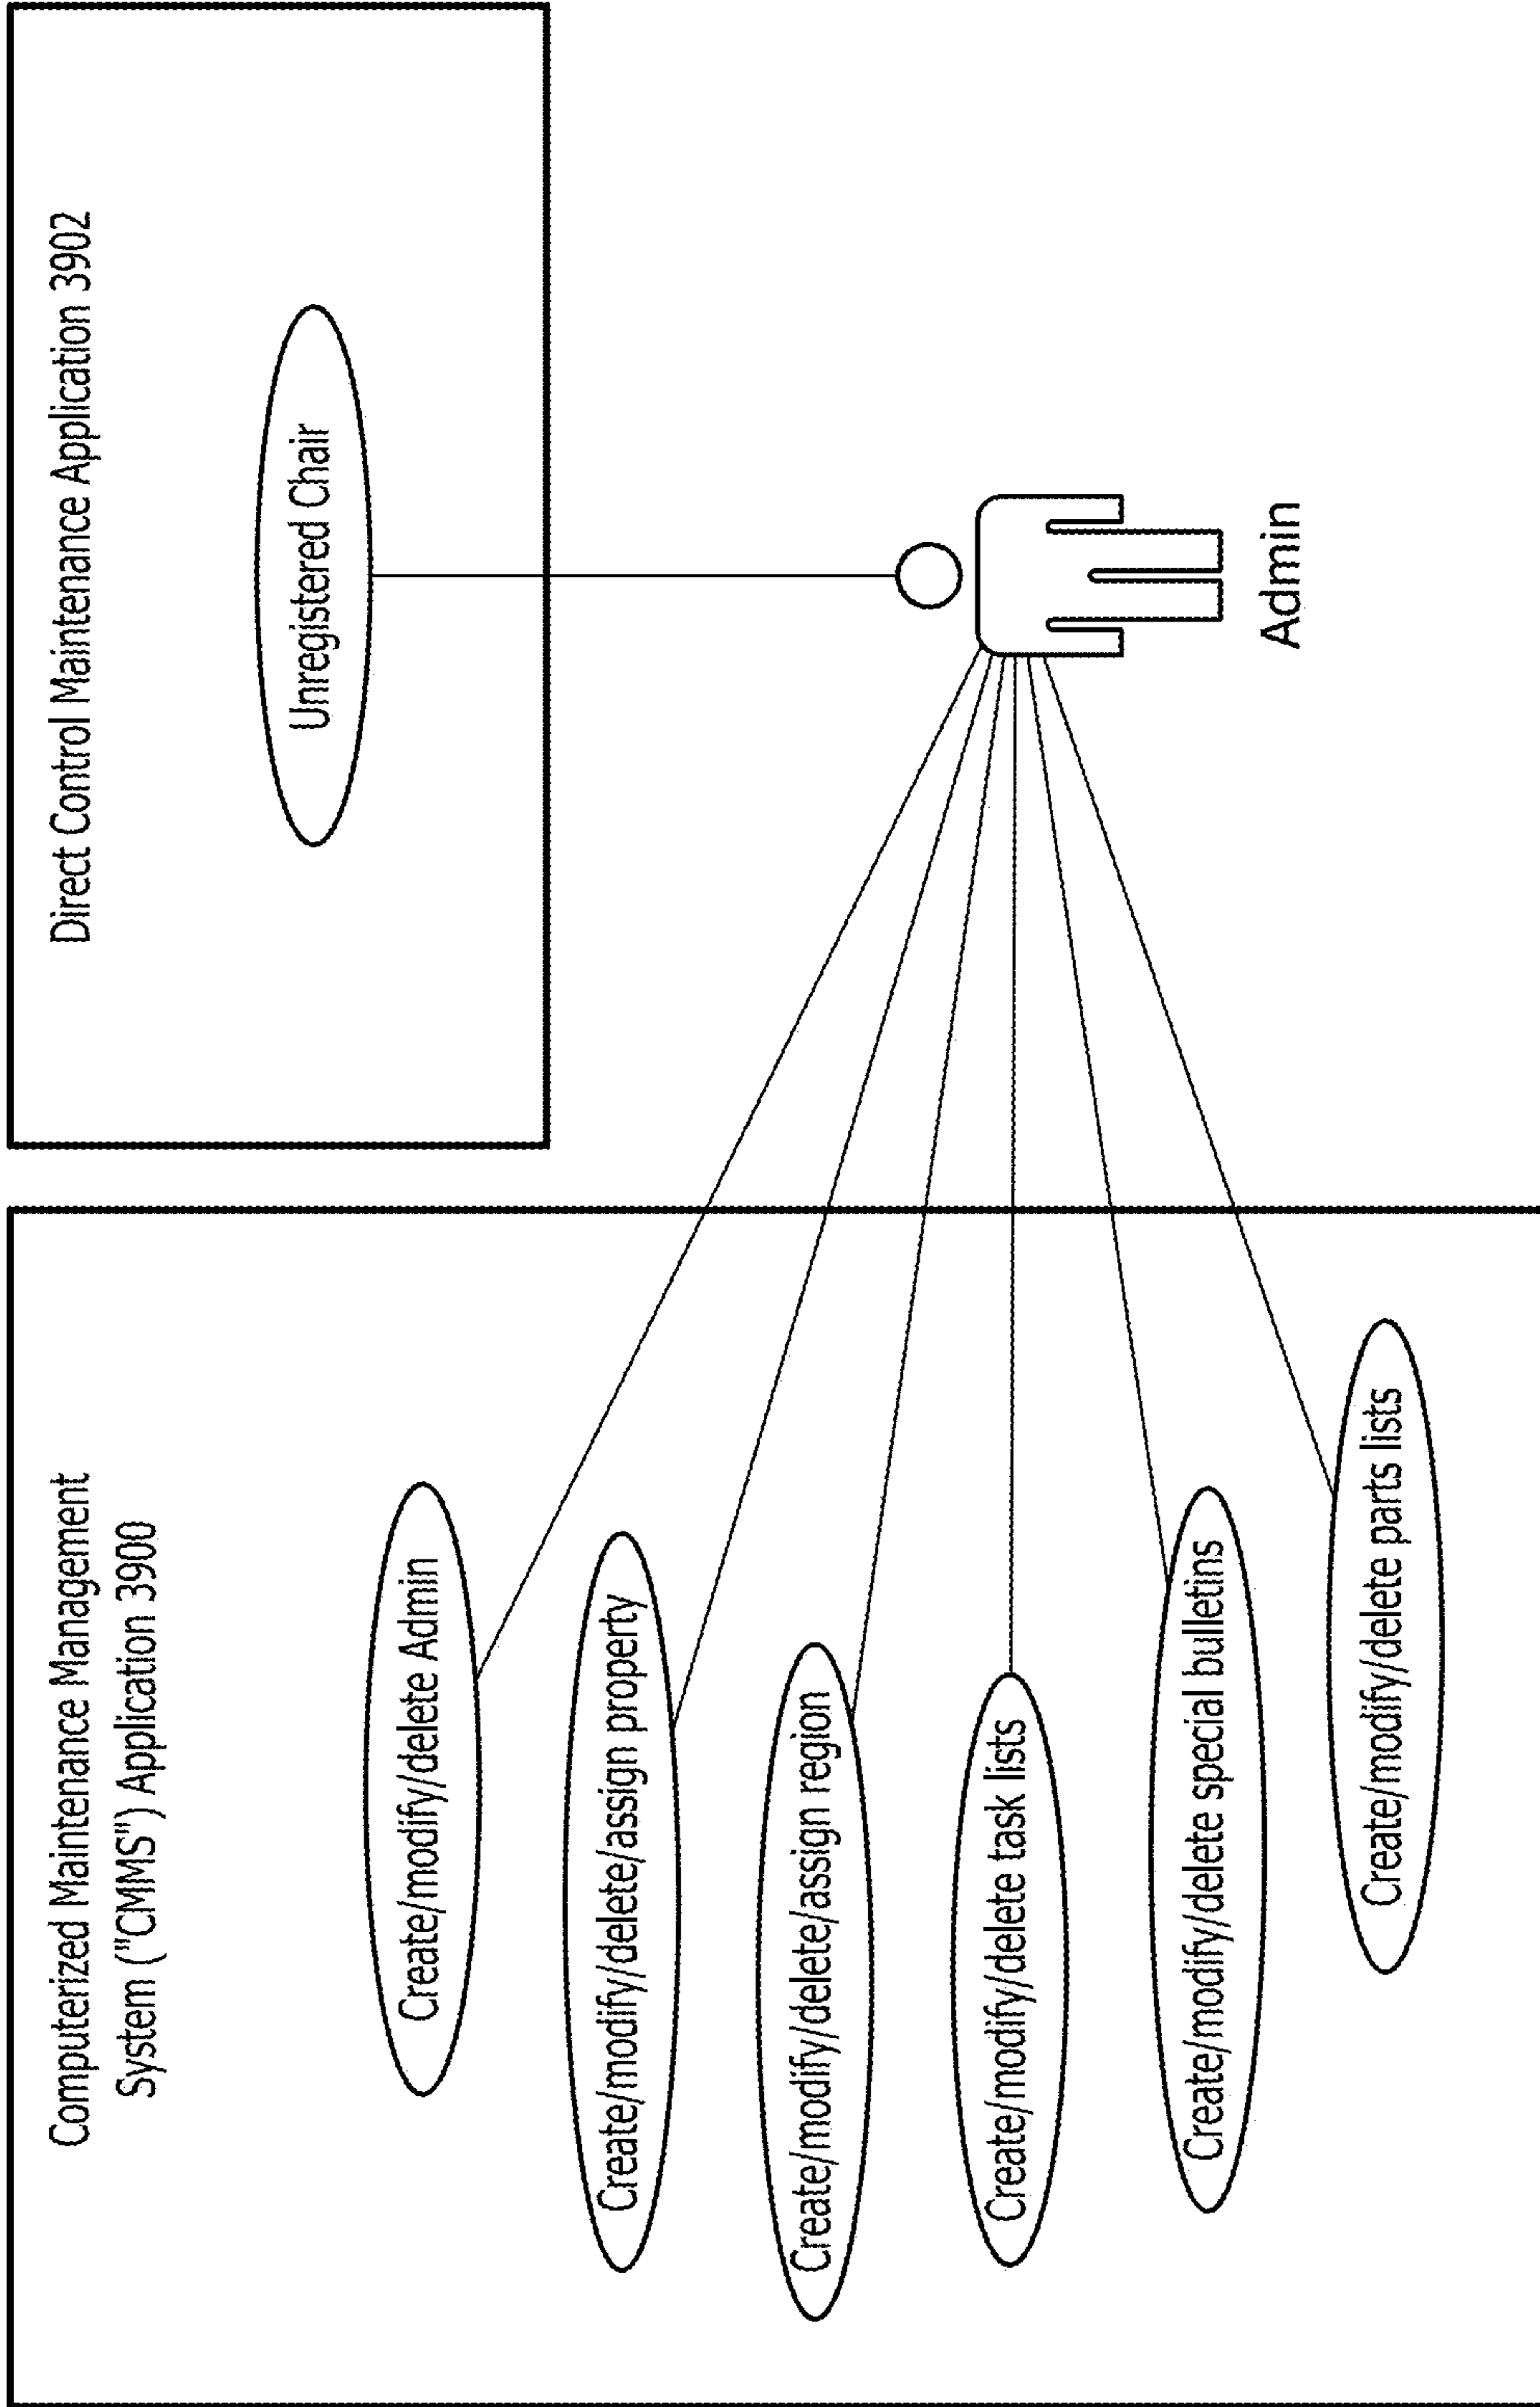 Computerized Maintenance Management
System ("CMMS") Application 3900
Create/modify/delete Admin
Create/modify/delete/assign property
Create/modify/delete/assign region
Create/modify/delete task lists
Create/modify/delete special bulletins
Create/modify/delete parts lists
Direct Control Maintenance Application 3902
Unregistered Chair
Admin